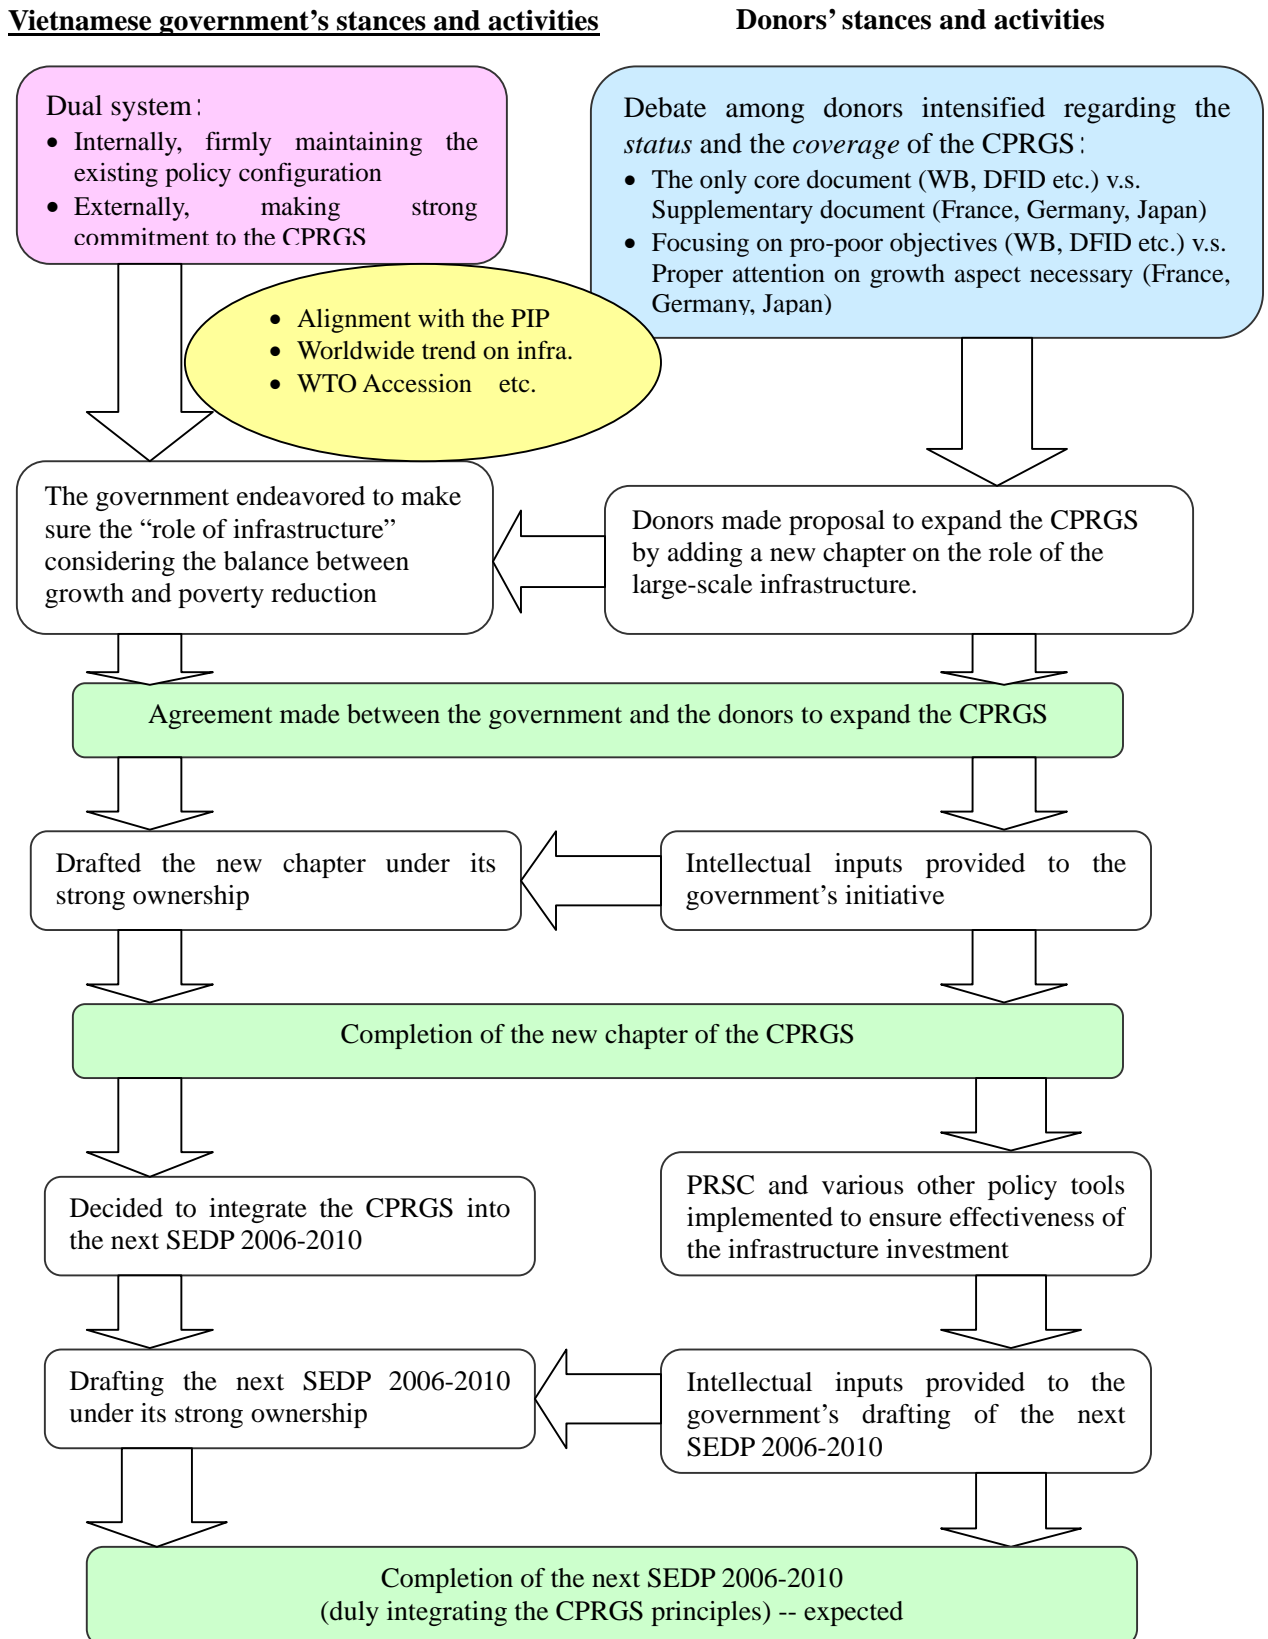 Vietnamese government’s stances and activities
Donors’ stances and activities
Dual system:
• Internally, firmly maintaining the
existing policy configuration
• Externally, making strong
commitment to the CPRGS
Debate among donors intensified regarding the
status and the coverage of the CPRGS:
• The only core document (WB, DFID etc.) v.s.
Supplementary document (France, Germany, Japan)
• Focusing on pro-poor objectives (WB, DFID etc.) v.s.
Proper attention on growth aspect necessary (France,
Germany, Japan)
• Alignment with the PIP
• Worldwide trend on infra.
• WTO Accession etc.
The government endeavored to make
sure the “role of infrastructure”
considering the balance between
growth and poverty reduction
Donors made proposal to expand the CPRGS
by adding a new chapter on the role of the
large-scale infrastructure.
Agreement made between the government and the donors to expand the CPRGS
Drafted the new chapter under its
strong ownership
Intellectual inputs provided to the
government’s initiative
Completion of the new chapter of the CPRGS
Decided to integrate the CPRGS into
the next SEDP 2006-2010
PRSC and various other policy tools
implemented to ensure effectiveness of
the infrastructure investment
Drafting the next SEDP 2006-2010
under its strong ownership
Intellectual inputs provided to the
government’s drafting of the next
SEDP 2006-2010
Completion of the next SEDP 2006-2010
(duly integrating the CPRGS principles) -- expected